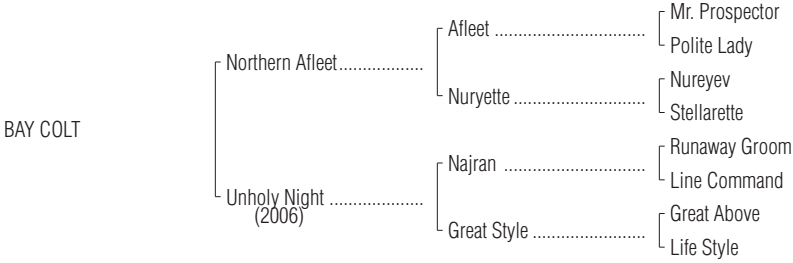 Mr. Prospector
Afleet ................................
Polite Lady
Northern Afleet..................
Nureyev
Nuryette ............................
Stellarette
BAY COLT
Runaway Groom
Najran ..............................
Line Command
Unholy Night ....................
(2006)
Great Above
Great Style ........................
Life Style